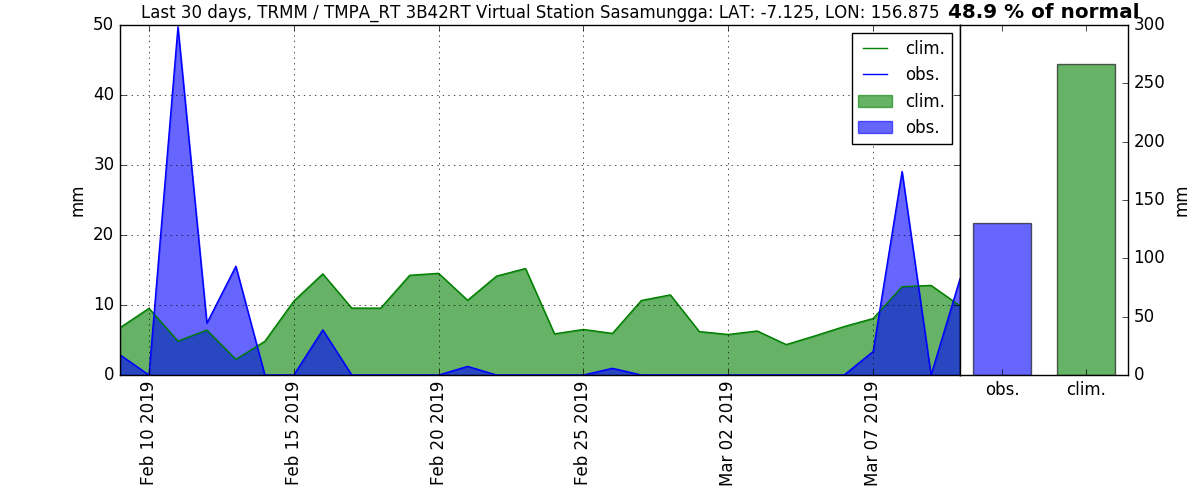 Last 30 days, TRMM / TMPA_RT 3B42RT Virtual Station Sasamungga: LAT: -7.125, LON: 156.875 48.9 % of normal
50
40
30
20
10
0
mm
clim.
obs.
clim.
obs.
Feb 10 2019
Feb 15 2019
Feb 20 2019
Feb 25 2019
Mar 02 2019
Mar 07 2019
300
250
200
150
100
50
0
mm
obs. clim.